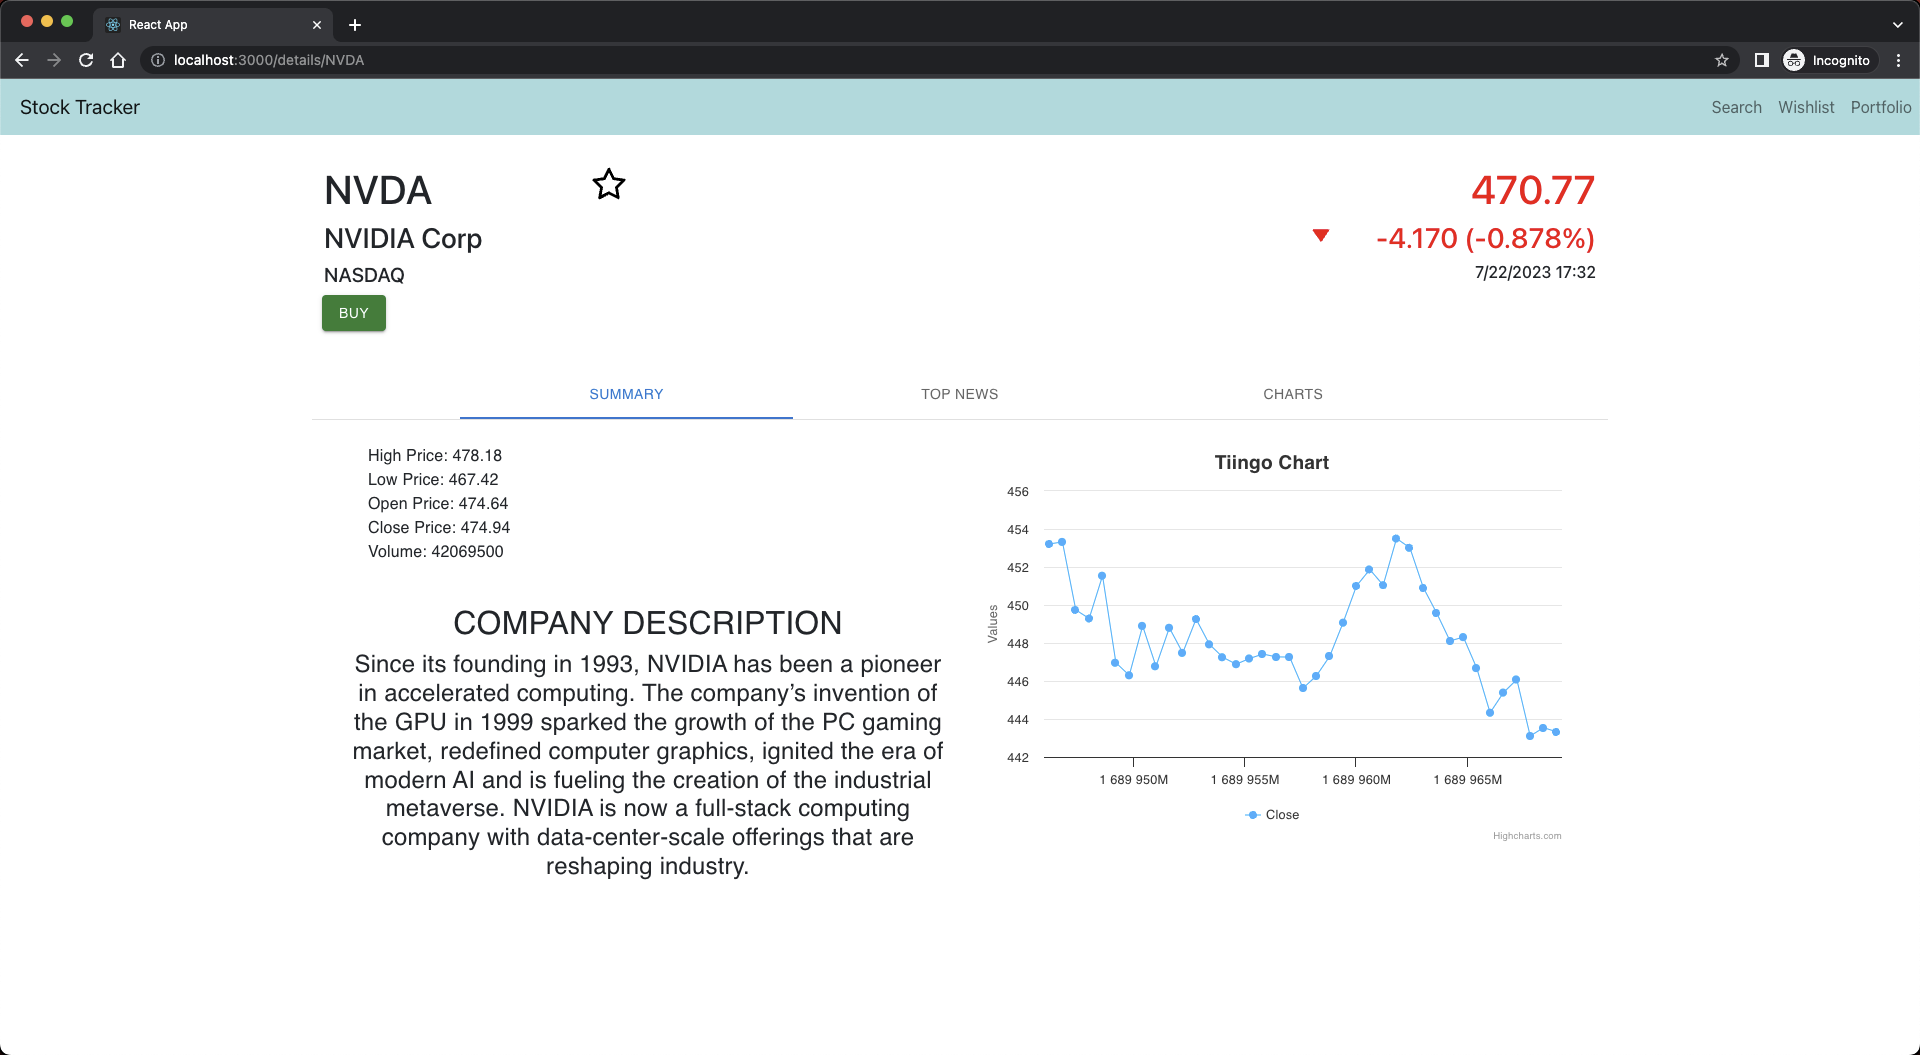 React App
localhost:3000/details/NVDA
Incognito
Stock Tracker
Search Wishlist Portfolio
NVDA
470.77
NVIDIA Corp
-4.170 (-0.878%)
NASDAQ
7/22/2023 17:32
BUY
SUMMARY TOP NEWS CHARTS
High Price: 478.18
Low Price: 467.42
Open Price: 474.64
Close Price: 474.94
Volume: 42069500
COMPANY DESCRIPTION
Since its founding in 1993, NVIDIA has been a pioneer
in accelerated computing. The company’s invention of
the GPU in 1999 sparked the growth of the PC gaming
market, redefined computer graphics, ignited the era of
modern AI and is fueling the creation of the industrial
metaverse. NVIDIA is now a full-stack computing
company with data-center-scale offerings that are
reshaping industry.
Tiingo Chart
Values
456
454
452
450
448
446
444
442
1 689 950M 1 689 955M 1 689 960M 1 689 965M
Close
Highcharts.com